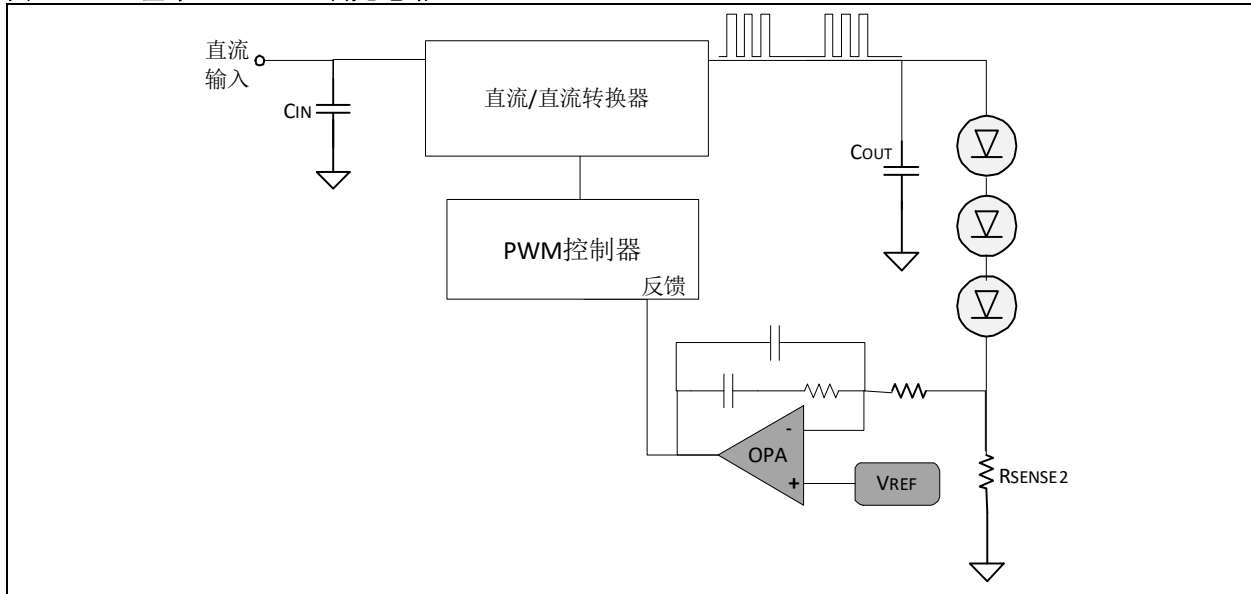 直流
输入
CIN
直流/直流转换器
COUT
PWM控制器
反馈
-
OPA
+
VREF
RSENSE2